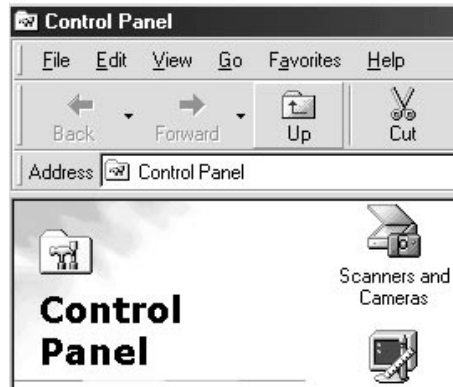 Control Panel
File Edit View Go Favorites Help
Back Forward Up Cut
Address Control Panel
Scanners and
Cameras
Control
Panel